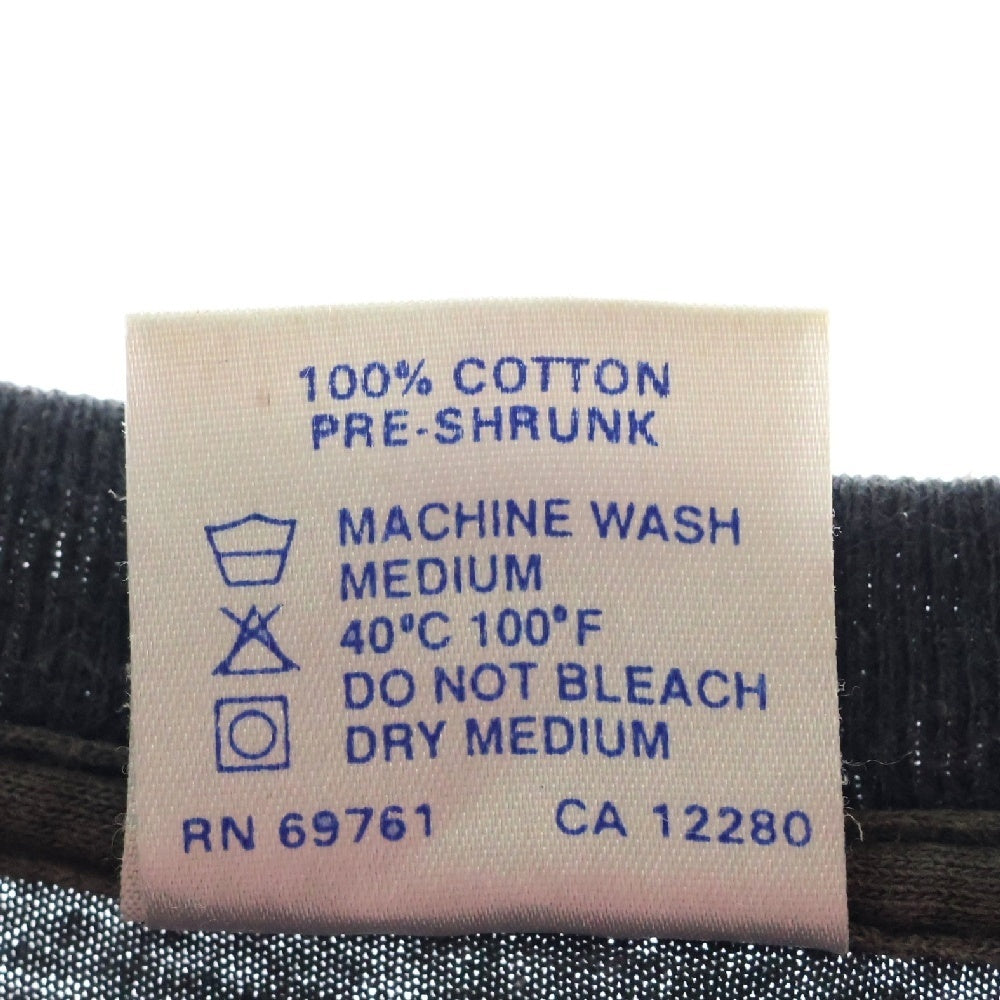 100% COTTON
PRE-SHRUNK
MACHINE WASH
MEDIUM
40°C 100°F
DO NOT BLEACH
DRY MEDIUM
RN 69761 CA 12280